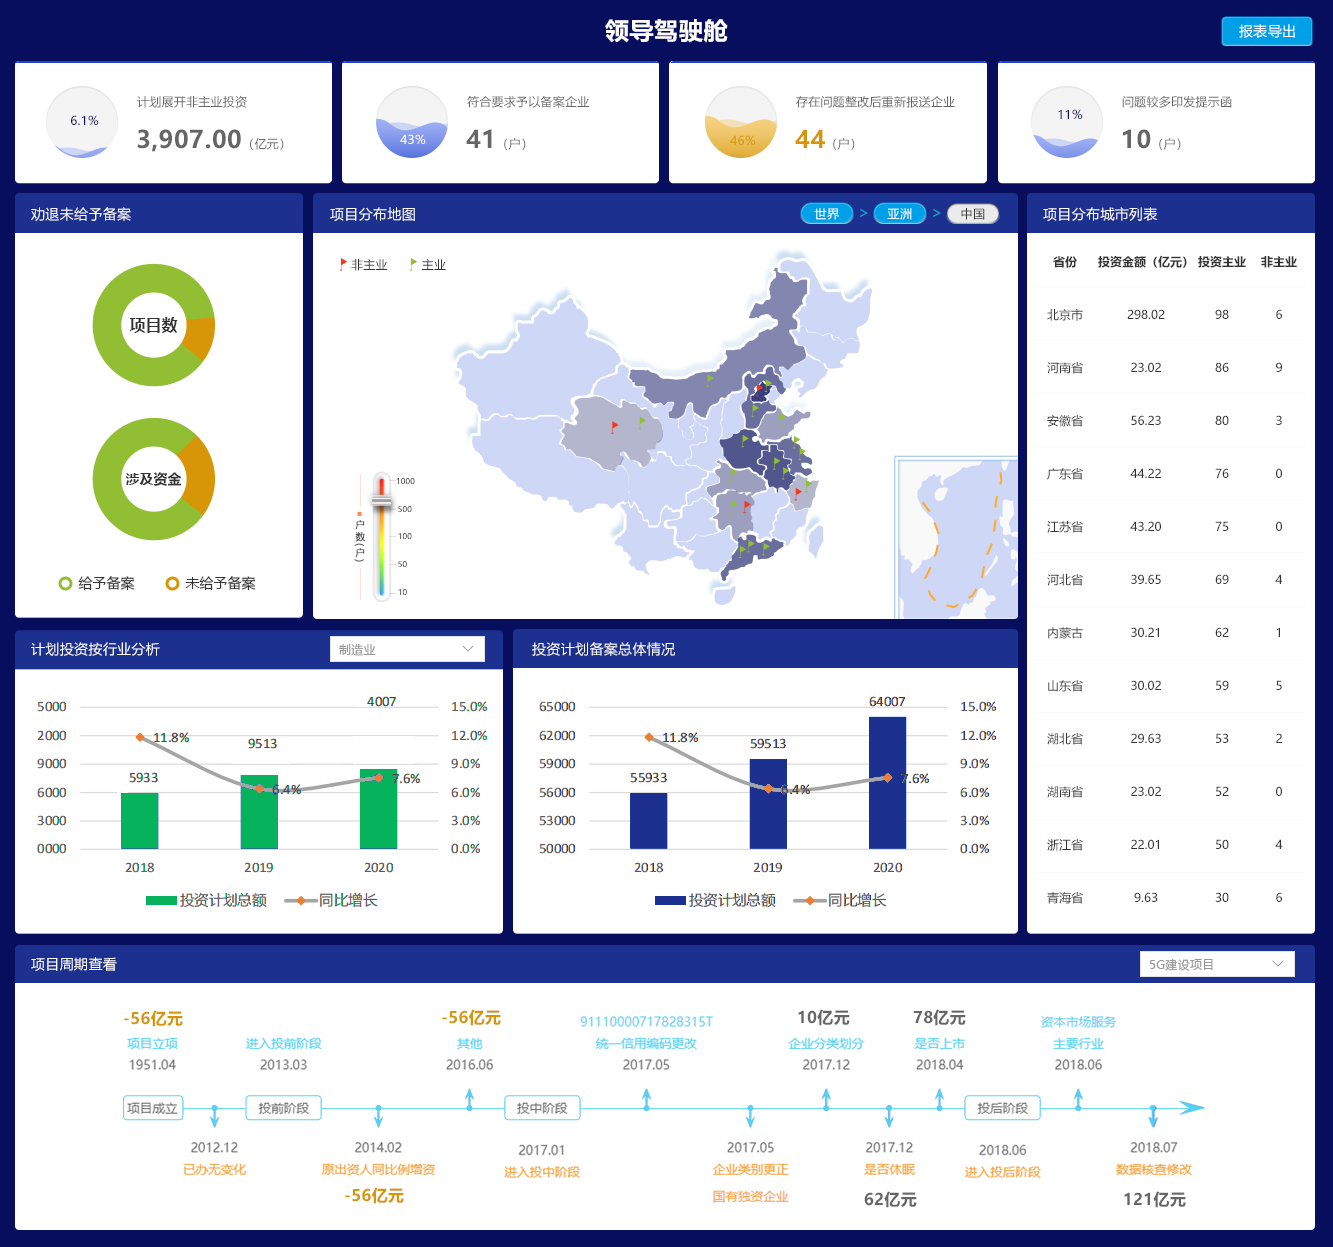 领导驾驶舱
报表导出
计划展开非主业投资
6.1%
3,907.00 (亿元)
符合要求予以备案企业
43%
41 (户)
存在问题整改后重新报送企业
46%
44 (户)
问题较多印发提示函
11%
10 (户)
劝退未给予备案
项目数
涉及资金
给予备案 未给予备案
项目分布地图
世界 > 亚洲 > 中国
非主业 主业
户数(户)
1000
500
100
50
10
项目分布城市列表
省份 投资金额（亿元） 投资主业 非主业
北京市 298.02 98 6
河南省 23.02 86 9
安徽省 56.23 80 3
广东省 44.22 76 0
江苏省 43.20 75 0
河北省 39.65 69 4
内蒙古 30.21 62 1
山东省 30.02 59 5
湖北省 29.63 53 2
湖南省 23.02 52 0
浙江省 22.01 50 4
青海省 9.63 30 6
计划投资按行业分析
制造业
4007
5000 15.0%
2000 12.0%
11.8%
9513
9000 9.0%
5933
7.6%
6.4%
6000 6.0%
3000 3.0%
0000 0.0%
2018 2019 2020
投资计划总额 同比增长
投资计划备案总体情况
64007
65000 15.0%
62000 12.0%
11.8%
59513
59000 9.0%
55933
7.6%
6.4%
56000 6.0%
53000 3.0%
50000 0.0%
2018 2019 2020
投资计划总额 同比增长
项目周期查看
5G建设项目
-56亿元
项目立项
1951.04
进入投前阶段
2013.03
-56亿元
其他
2016.06
91110000717828315T
统一信用编码更改
2017.05
10亿元
企业分类划分
2017.12
78亿元
是否上市
2018.04
资本市场服务
主要行业
2018.06
项目成立 投前阶段 投中阶段 投后阶段
2012.12
已办无变化
2014.02
原出资人同比例增资
-56亿元
2017.01
进入投中阶段
2017.05
企业类别更正
国有独资企业
2017.12
是否休眠
62亿元
2018.06
进入投后阶段
2018.07
数据核查修改
121亿元